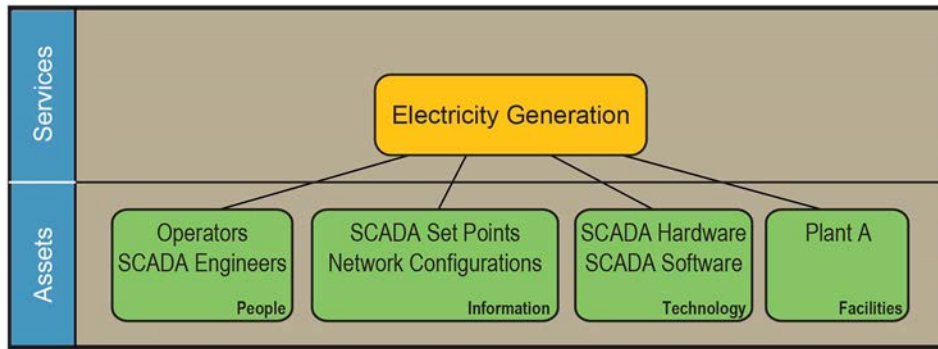 Services
Electricity Generation
Assets
Operators
SCADA Engineers
People
SCADA Set Points
Network Configurations
Information
SCADA Hardware
SCADA Software
Technology
Plant A
Facilities